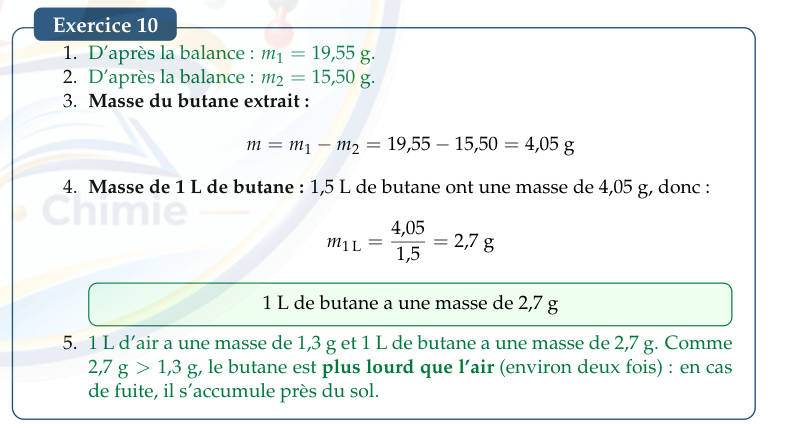 Exercice 10
1. D'après la balance : m₁ = 19,55 g.
2. D'après la balance : m₂ = 15,50 g.
3. Masse du butane extrait :
m = m₁ − m₂ = 19,55 − 15,50 = 4,05 g
4. Masse de 1 L de butane : 1,5 L de butane ont une masse de 4,05 g, donc :
Chimie
m₁ L = 4,05 / 1,5 = 2,7 g
1 L de butane a une masse de 2,7 g
5. 1 L d'air a une masse de 1,3 g et 1 L de butane a une masse de 2,7 g. Comme
2,7 g > 1,3 g, le butane est plus lourd que l'air (environ deux fois) : en cas
de fuite, il s'accumule près du sol.